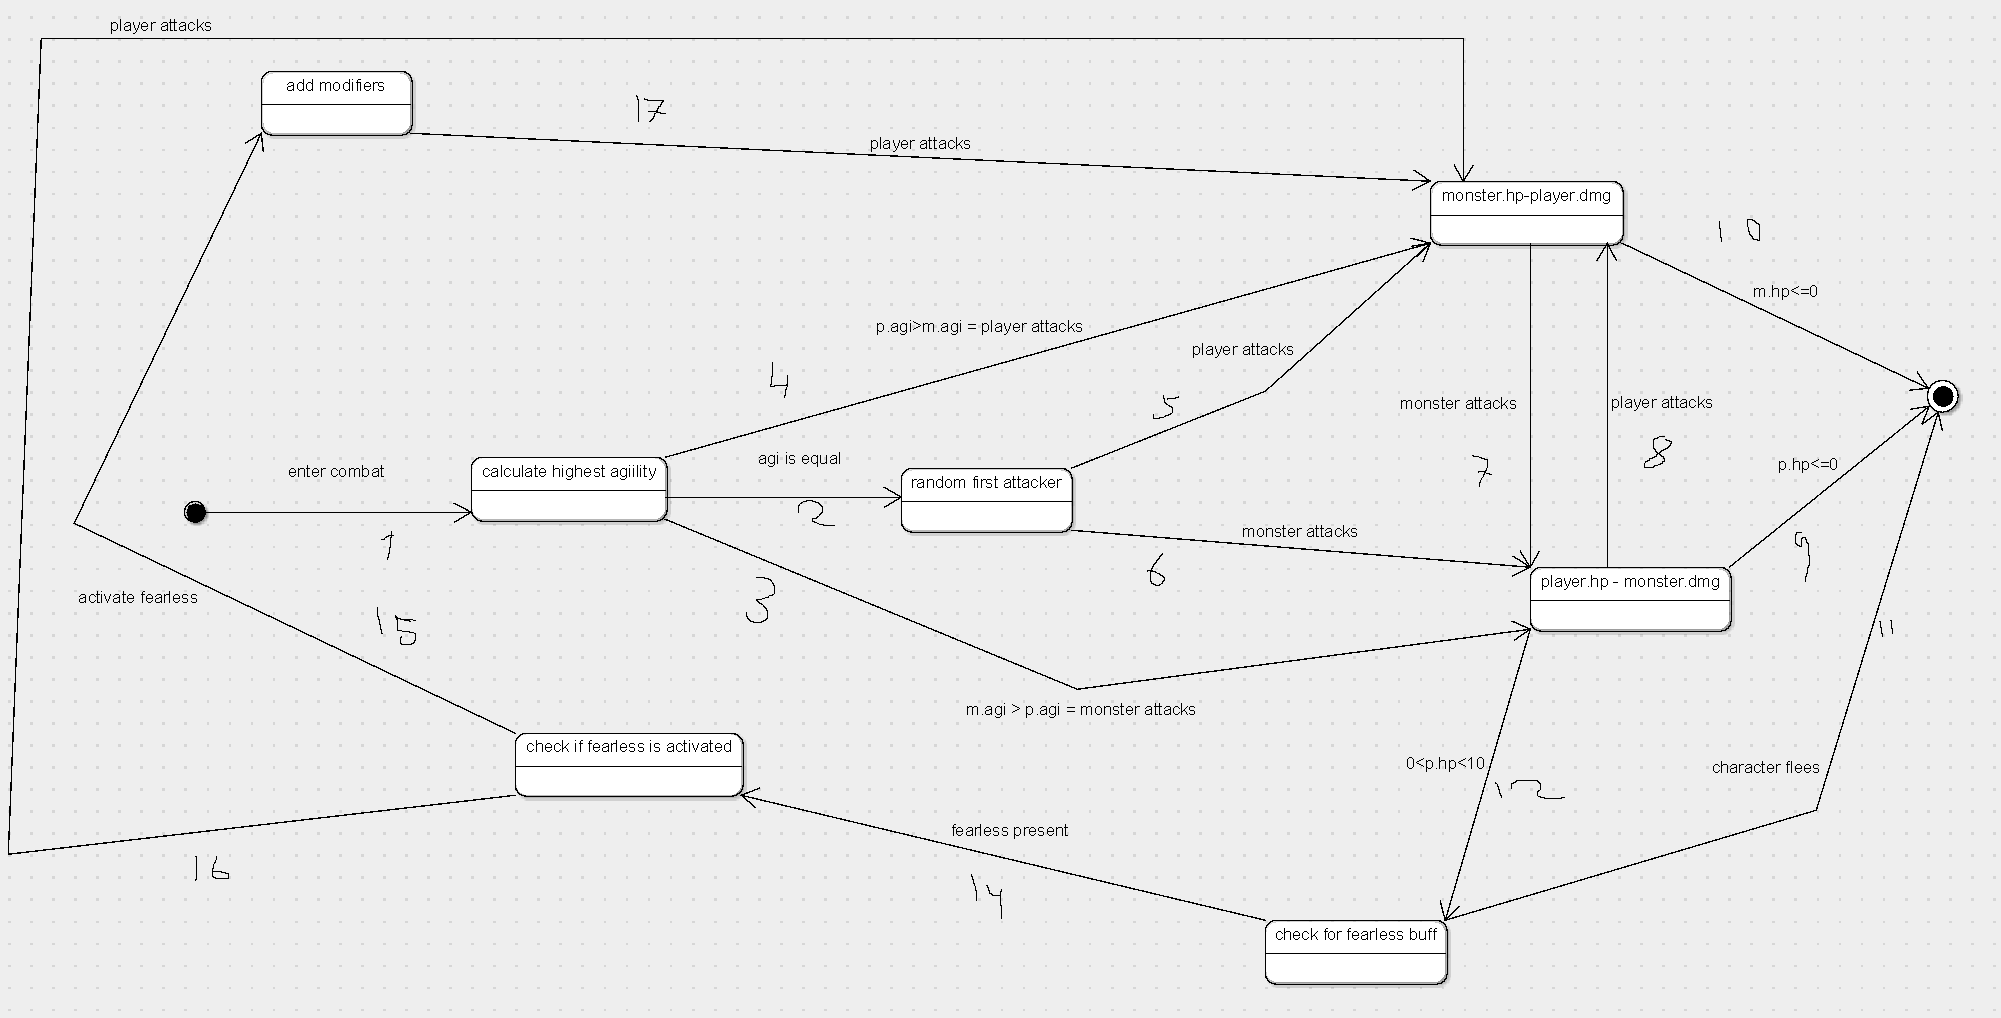 player attacks
add modifiers
17
player attacks
monster.hp-player.dmg
10
m.hp<=0
p.agi>m.agi = player attacks
player attacks
4
5
monster attacks
player attacks
7
8
enter combat
calculate highest agiility
agi is equal
random first attacker
p.hp<=0
1
2
monster attacks
6
9
3
player.hp - monster.dmg
activate fearless
15
11
m.agi > p.agi = monster attacks
check if fearless is activated
0<p.hp<10
12
character flees
fearless present
16
14
check for fearless buff